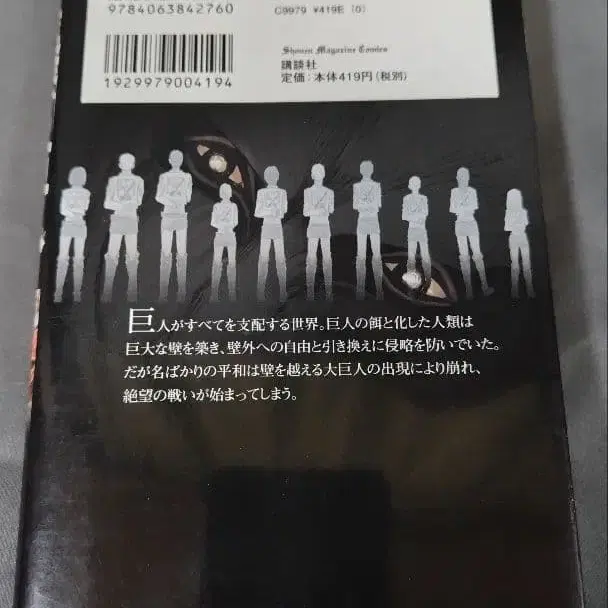 9784063842760
C9979 ¥419E (0)
1929979004194
Shonen Magazine Comics
講談社
定価:本体419円(税別)
巨人がすべてを支配する世界。巨人の餌と化した人類は
巨大な壁を築き、壁外への自由と引き換えに侵略を防いでいた。
だが名ばかりの平和は壁を越える大巨人の出現により崩れ、
絶望の戦いが始まってしまう。